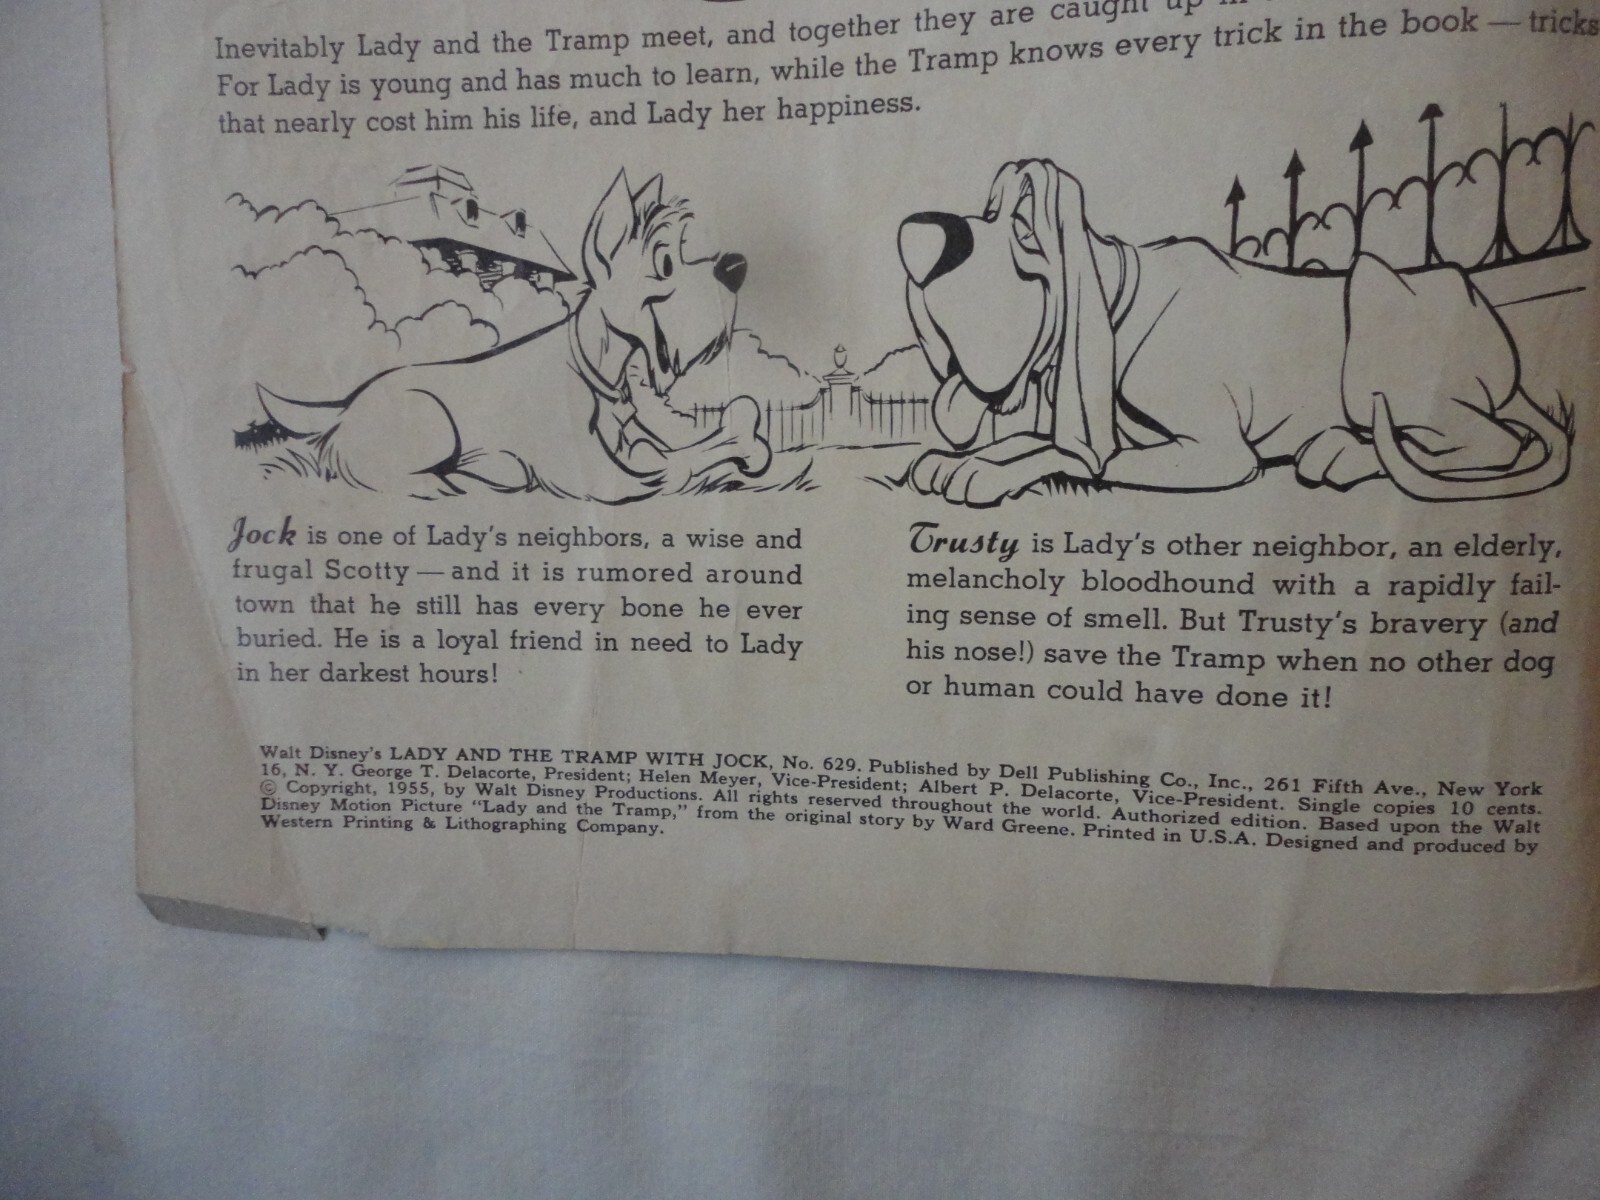 Inevitably Lady and the Tramp meet, and together they are caught up in
For Lady is young and has much to learn, while the Tramp knows every trick in the book — tricks
that nearly cost him his life, and Lady her happiness.
Jock is one of Lady's neighbors, a wise and
frugal Scotty — and it is rumored around
town that he still has every bone he ever
buried. He is a loyal friend in need to Lady
in her darkest hours!
Trusty is Lady's other neighbor, an elderly,
melancholy bloodhound with a rapidly fail-
ing sense of smell. But Trusty's bravery (and
his nose!) save the Tramp when no other dog
or human could have done it!
Walt Disney's LADY AND THE TRAMP WITH JOCK, No. 629. Published by Dell Publishing Co., Inc., 261 Fifth Ave., New York
16, N. Y. George T. Delacorte, President; Helen Meyer, Vice-President; Albert P. Delacorte, Vice-President. Single copies 10 cents.
© Copyright, 1955, by Walt Disney Productions. All rights reserved throughout the world. Authorized edition. Based upon the Walt
Disney Motion Picture "Lady and the Tramp," from the original story by Ward Greene. Printed in U.S.A. Designed and produced by
Western Printing & Lithographing Company.